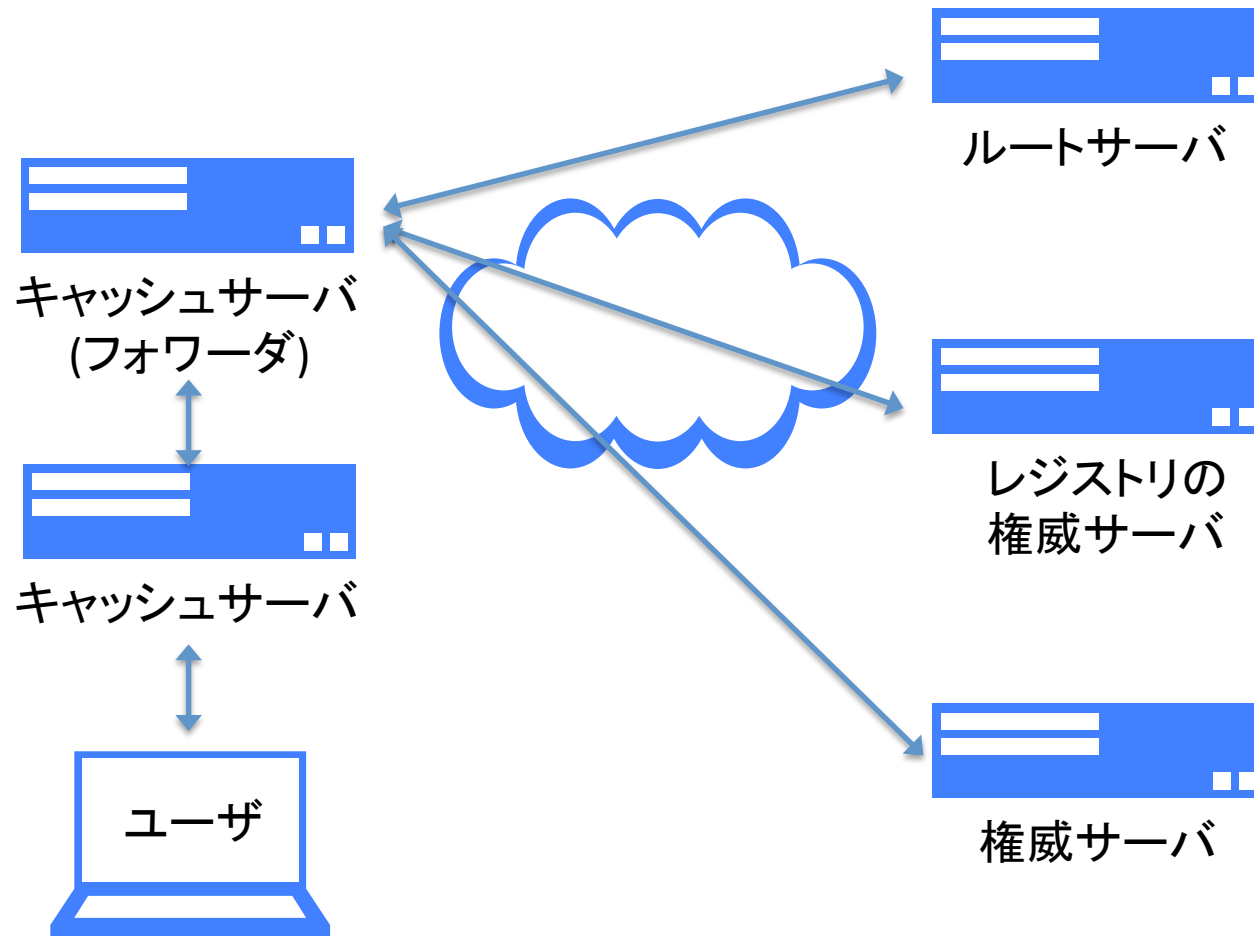 ルートサーバ
キャッシュサーバ
(フォワーダ)
レジストリの
権威サーバ
キャッシュサーバ
ユーザ
権威サーバ